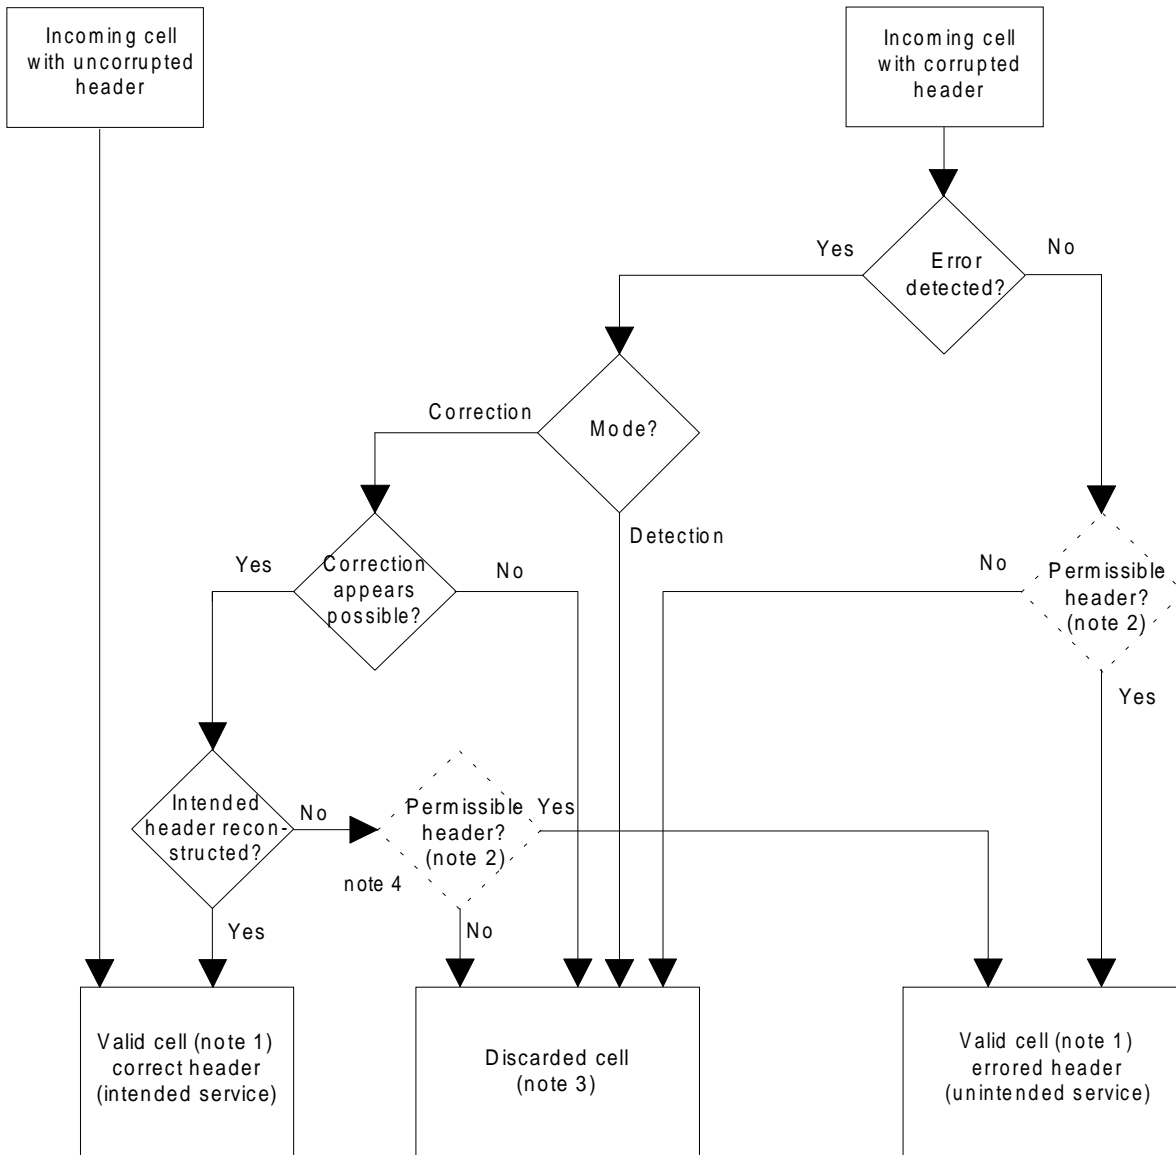 Incoming cell
with uncorrupted
header
Incoming cell
with corrupted
header
Yes
No
Error
detected?
Correction
Mode?
Detection
Yes
Correction
appears
possible?
No
No
Permissible
header?
(note 2)
Yes
Intended
header recon-
structed?
No
Permissible
header?
(note 2)
Yes
note 4
Yes
No
Valid cell (note 1)
correct header
(intended service)
Discarded cell
(note 3)
Valid cell (note 1)
errored header
(unintended service)